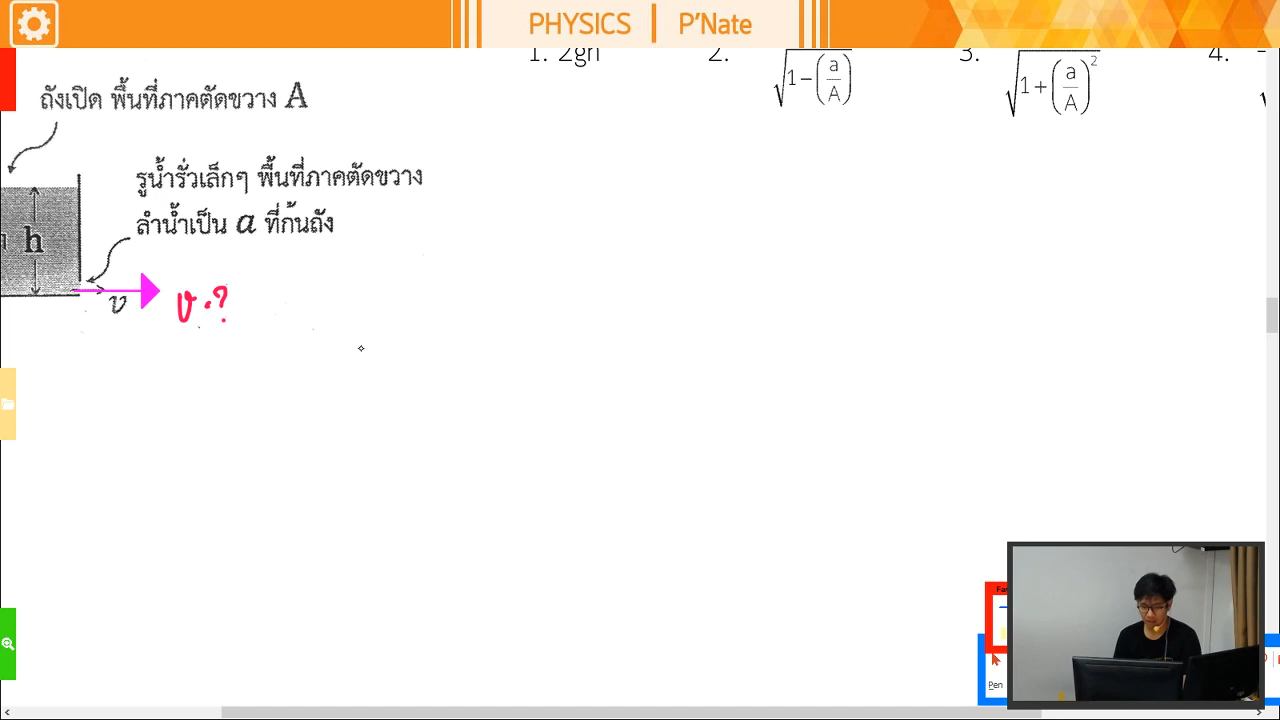 PHYSICS P'Nate
1. 2gh 2. √1−(a/A) 3. √1+(a/A)² 4.
ถังเปิด พื้นที่ภาคตัดขวาง A
รูน้ำรั่วเล็กๆ พื้นที่ภาคตัดขวาง
ลำน้ำเป็น a ที่ก้นถัง
h
v
v = ?
Pen